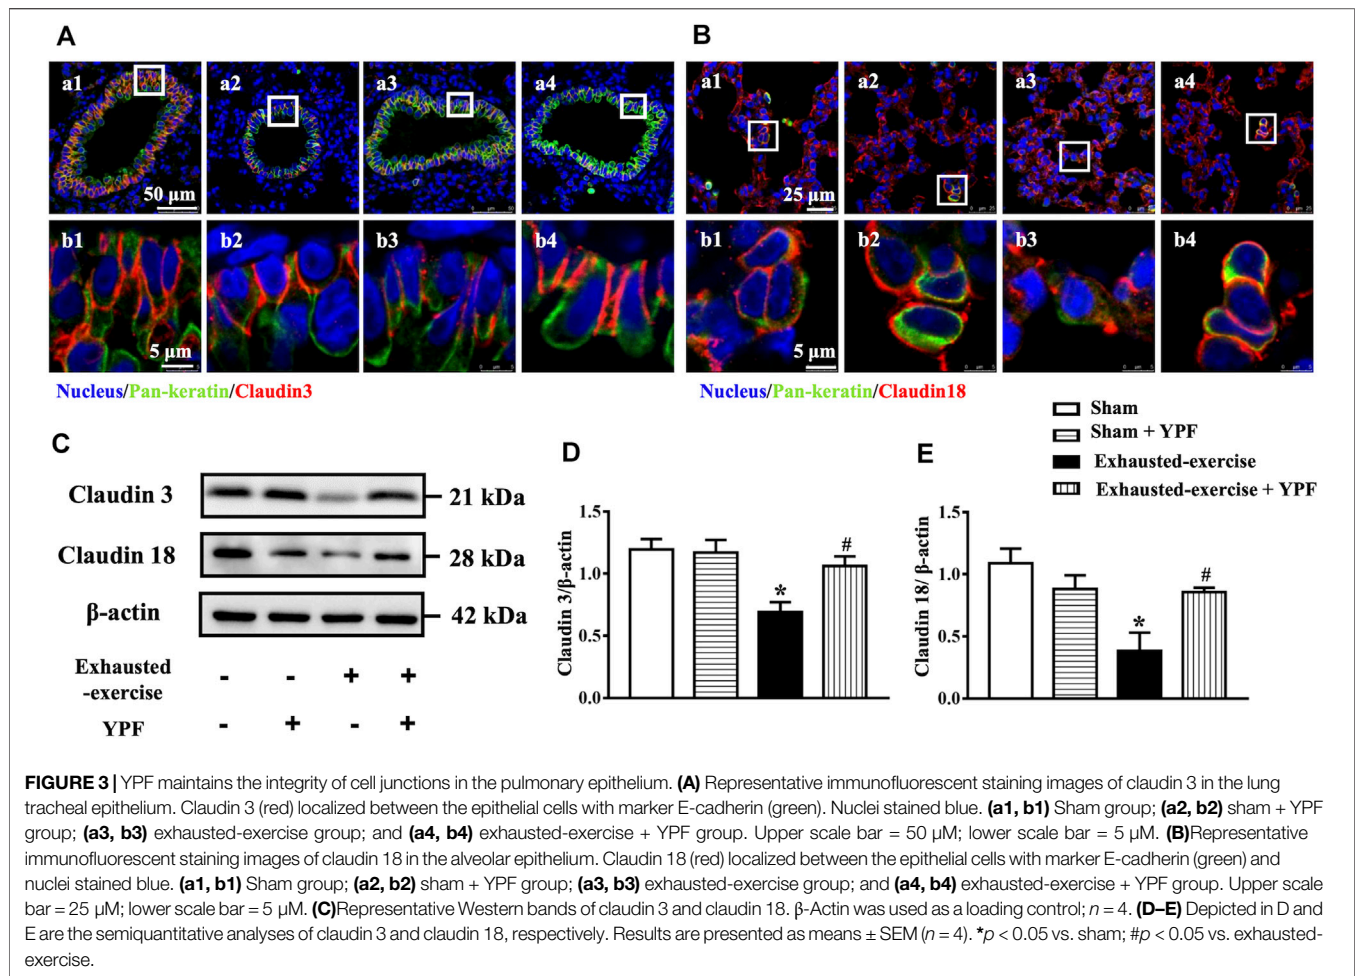 A
B
a1
a2
a3
a4
50 μm
a1
a2
a3
a4
25 μm
b1
b2
b3
b4
5 μm
b1
b2
b3
b4
5 μm
Nucleus/Pan-keratin/Claudin3
Nucleus/Pan-keratin/Claudin18
Sham
Sham + YPF
Exhausted-exercise
Exhausted-exercise + YPF
C
Claudin 3
21 kDa
Claudin 18
28 kDa
β-actin
42 kDa
Exhausted
-exercise
- - + +
YPF
- + - +
D
Claudin 3/β-actin
1.5
1.0
0.5
0.0
*
#
E
Claudin 18/ β-actin
1.5
1.0
0.5
0.0
*
#
FIGURE 3 | YPF maintains the integrity of cell junctions in the pulmonary epithelium. (A) Representative immunofluorescent staining images of claudin 3 in the lung
tracheal epithelium. Claudin 3 (red) localized between the epithelial cells with marker E-cadherin (green). Nuclei stained blue. (a1, b1) Sham group; (a2, b2) sham + YPF
group; (a3, b3) exhausted-exercise group; and (a4, b4) exhausted-exercise + YPF group. Upper scale bar = 50 μM; lower scale bar = 5 μM. (B)Representative
immunofluorescent staining images of claudin 18 in the alveolar epithelium. Claudin 18 (red) localized between the epithelial cells with marker E-cadherin (green) and
nuclei stained blue. (a1, b1) Sham group; (a2, b2) sham + YPF group; (a3, b3) exhausted-exercise group; and (a4, b4) exhausted-exercise + YPF group. Upper scale
bar = 25 μM; lower scale bar = 5 μM. (C)Representative Western bands of claudin 3 and claudin 18. β-Actin was used as a loading control; n = 4. (D–E) Depicted in D and
E are the semiquantitative analyses of claudin 3 and claudin 18, respectively. Results are presented as means ± SEM (n = 4). *p < 0.05 vs. sham; #p < 0.05 vs. exhausted-
exercise.